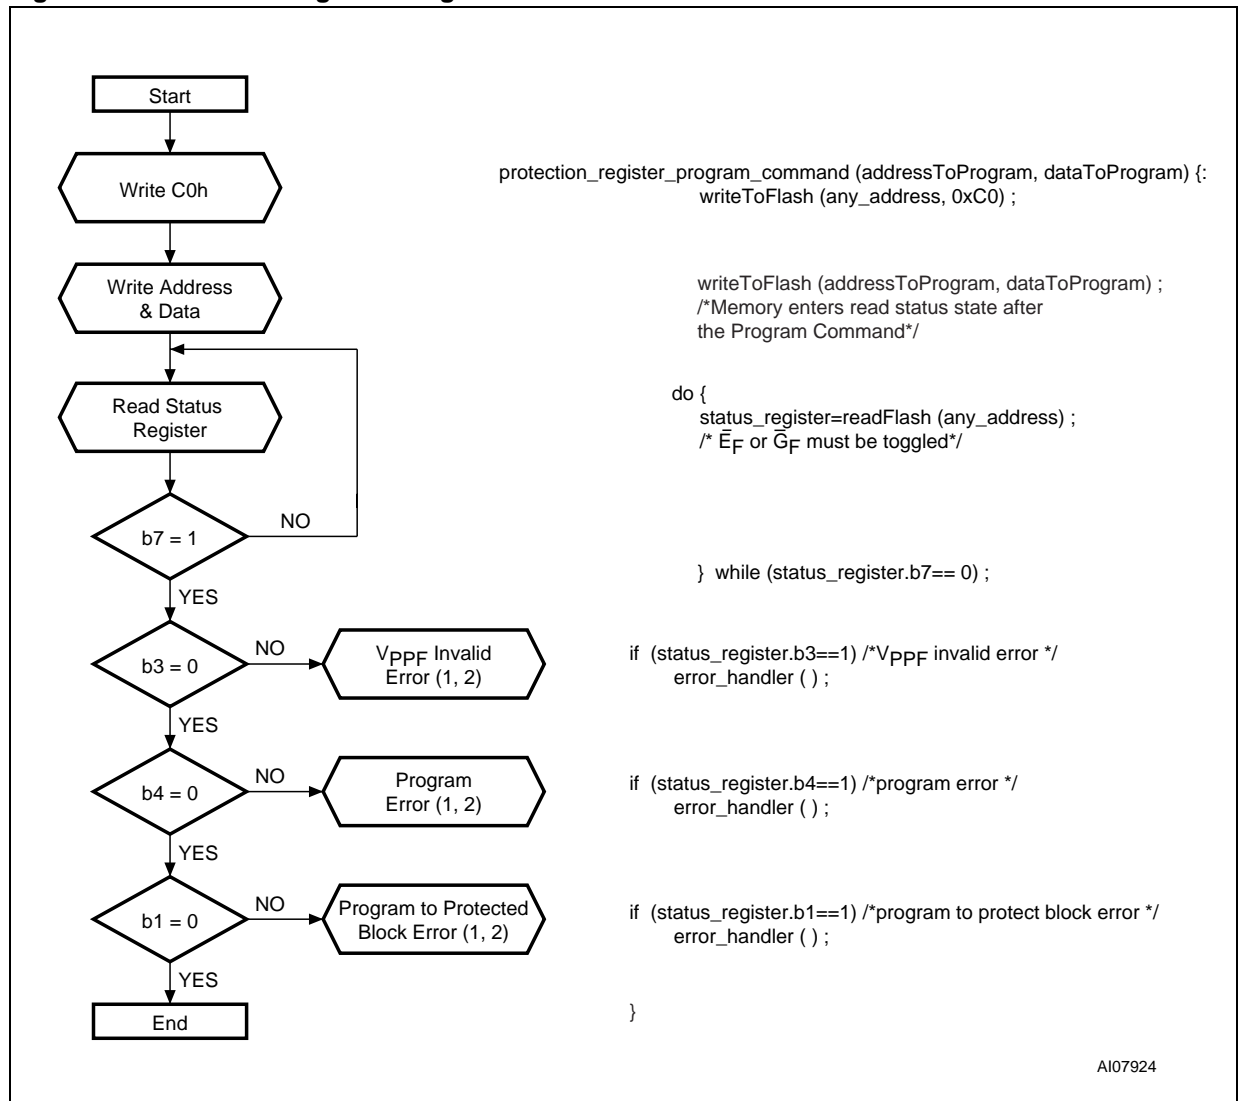 Start
Write C0h
protection_register_program_command (addressToProgram, dataToProgram) {:
writeToFlash (any_address, 0xC0) ;
Write Address
& Data
writeToFlash (addressToProgram, dataToProgram) ;
/*Memory enters read status state after
the Program Command*/
Read Status
Register
do {
status_register=readFlash (any_address) ;
/* E̅F or G̅F must be toggled*/
b7 = 1
NO
} while (status_register.b7== 0) ;
YES
b3 = 0
NO
VPPF Invalid
Error (1, 2)
if (status_register.b3==1) /*VPPF invalid error */
error_handler ( ) ;
YES
b4 = 0
NO
Program
Error (1, 2)
if (status_register.b4==1) /*program error */
error_handler ( ) ;
YES
b1 = 0
NO
Program to Protected
Block Error (1, 2)
if (status_register.b1==1) /*program to protect block error */
error_handler ( ) ;
YES
End
}
AI07924